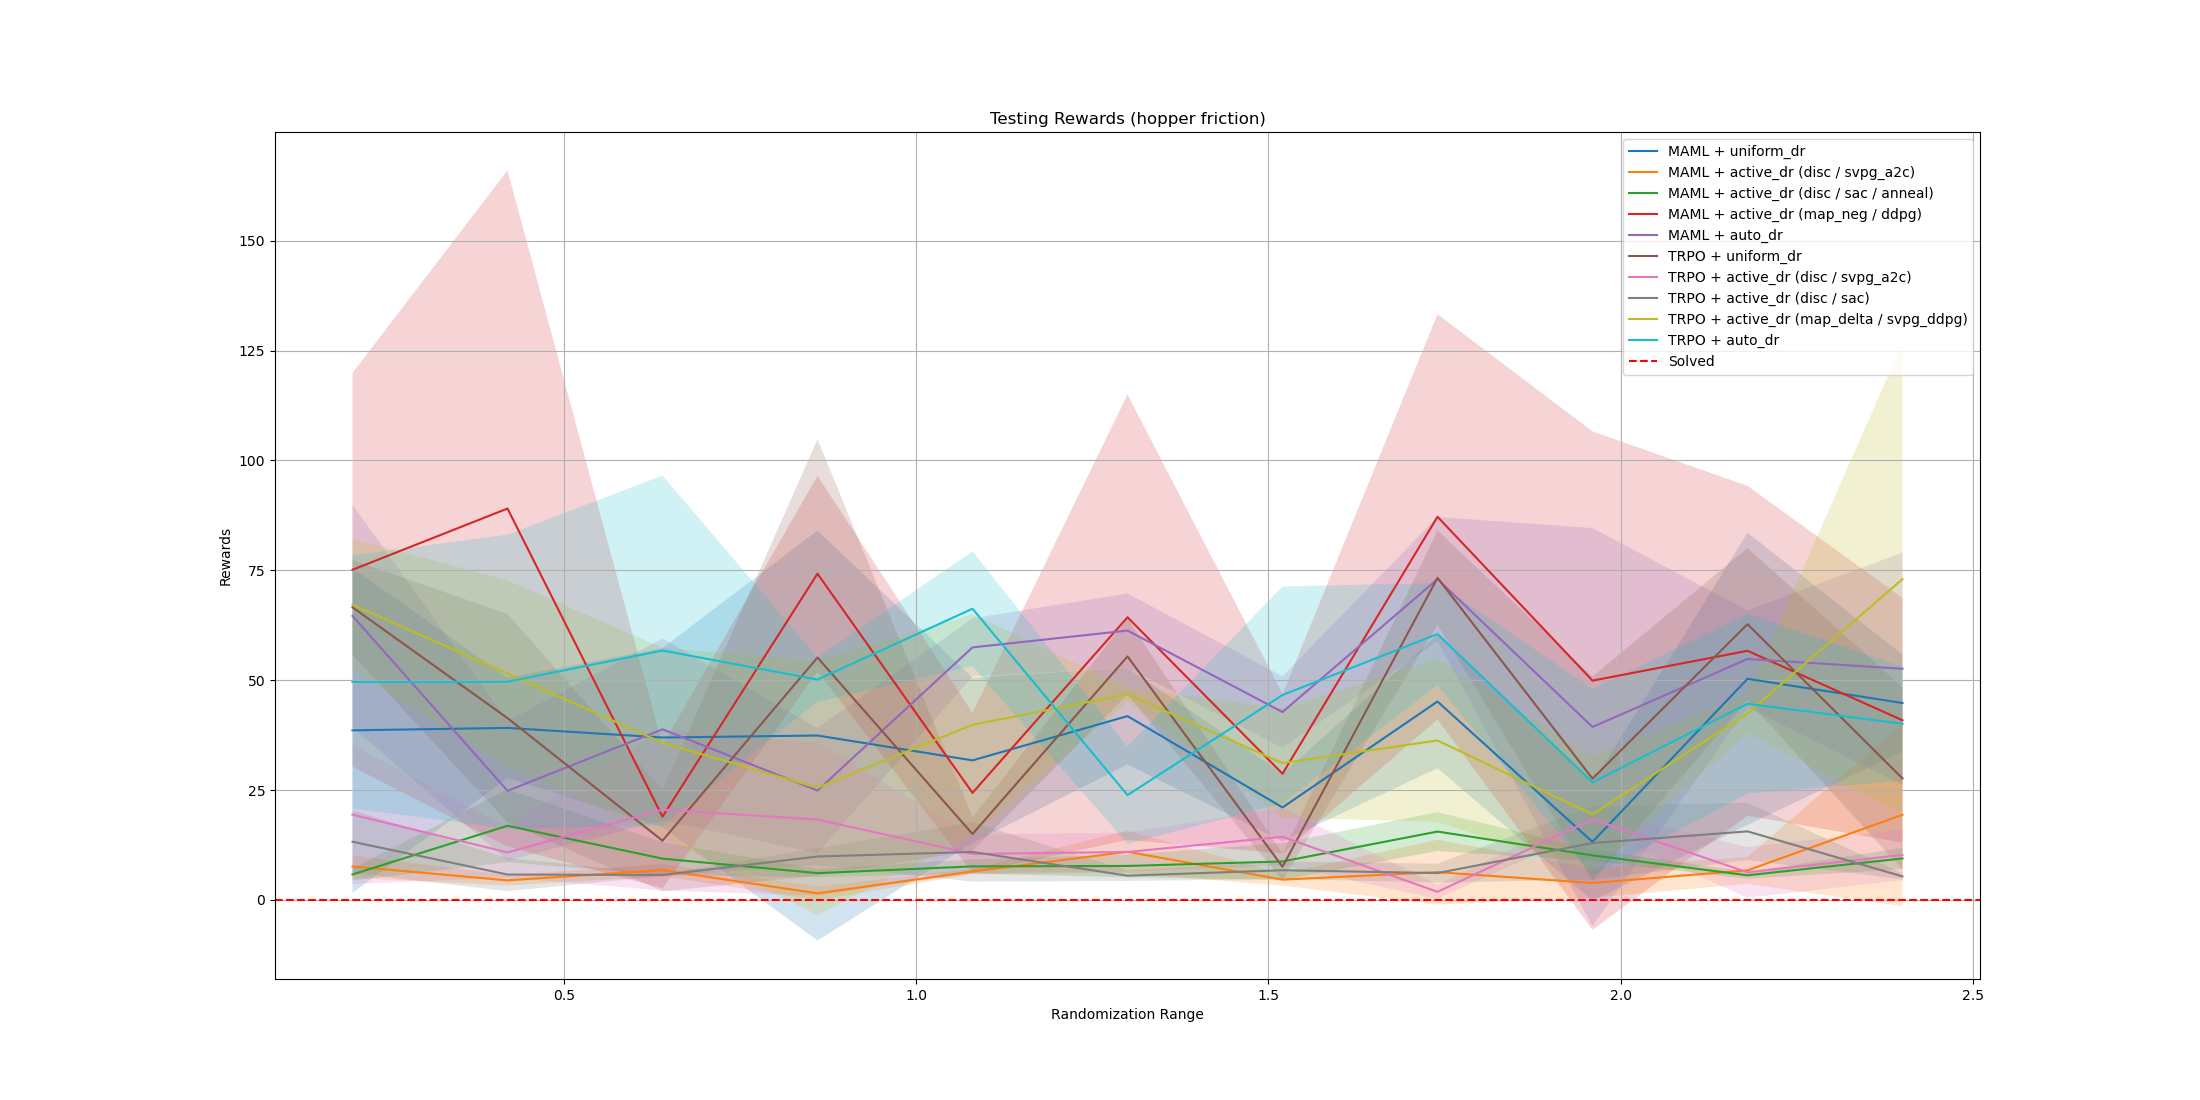 Testing Rewards (hopper friction)
MAML + uniform_dr
MAML + active_dr (disc / svpg_a2c)
MAML + active_dr (disc / sac / anneal)
MAML + active_dr (map_neg / ddpg)
MAML + auto_dr
TRPO + uniform_dr
TRPO + active_dr (disc / svpg_a2c)
TRPO + active_dr (disc / sac)
TRPO + active_dr (map_delta / svpg_ddpg)
TRPO + auto_dr
Solved
150
125
100
75
50
25
0
Rewards
0.5
1.0
1.5
2.0
2.5
Randomization Range